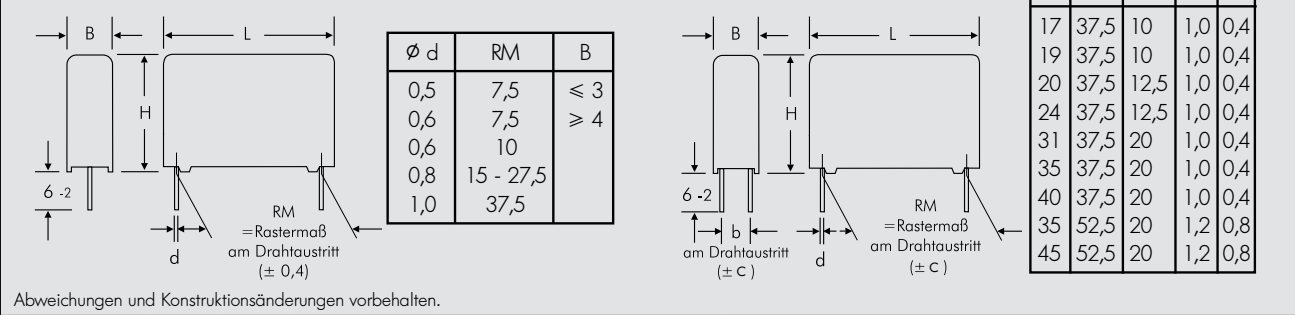 B
L
H
6 -2
d
RM
=Rastermaß
am Drahtaustritt
(± 0,4)
Ø d RM B
0,5 7,5 ≤ 3
0,6 7,5 ≥ 4
0,6 10
0,8 15 - 27,5
1,0 37,5
B
L
H
6 -2
b
am Drahtaustritt
(± c )
d
RM
=Rastermaß
am Drahtaustritt
(± c )
17 37,5 10 1,0 0,4
19 37,5 10 1,0 0,4
20 37,5 12,5 1,0 0,4
24 37,5 12,5 1,0 0,4
31 37,5 20 1,0 0,4
35 37,5 20 1,0 0,4
40 37,5 20 1,0 0,4
35 52,5 20 1,2 0,8
45 52,5 20 1,2 0,8
Abweichungen und Konstruktionsänderungen vorbehalten.